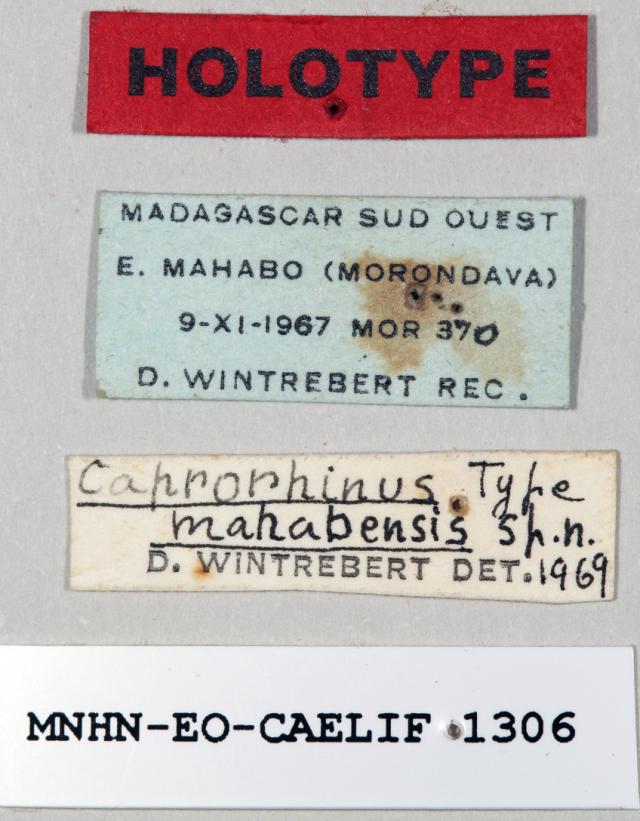 HOLOTYPE
MADAGASCAR SUD OUEST
E. MAHABO (MORONDAVA)
9-XI-1967 MOR 370
D. WINTREBERT REC.
Caprorhinus Type
mahabensis sp.n.
D. WINTREBERT DET. 1969
MNHN-EO-CAELIF 1306